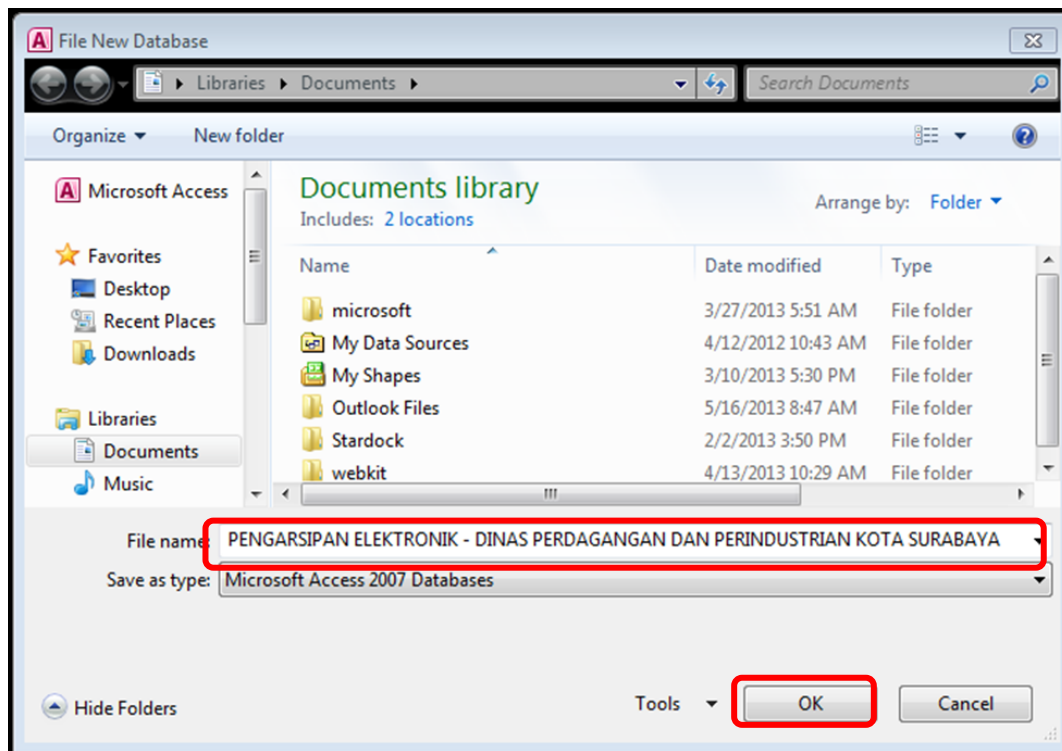 File New Database
Libraries Documents
Search Documents
Organize New folder
Microsoft Access
Favorites
Desktop
Recent Places
Downloads
Libraries
Documents
Music
Documents library
Includes: 2 locations
Arrange by: Folder
Name Date modified Type
microsoft 3/27/2013 5:51 AM File folder
My Data Sources 4/12/2012 10:43 AM File folder
My Shapes 3/10/2013 5:30 PM File folder
Outlook Files 5/16/2013 8:47 AM File folder
Stardock 2/2/2013 3:50 PM File folder
webkit 4/13/2013 10:29 AM File folder
File name: PENGARSIPAN ELEKTRONIK - DINAS PERDAGANGAN DAN PERINDUSTRIAN KOTA SURABAYA
Save as type: Microsoft Access 2007 Databases
Hide Folders
Tools OK Cancel